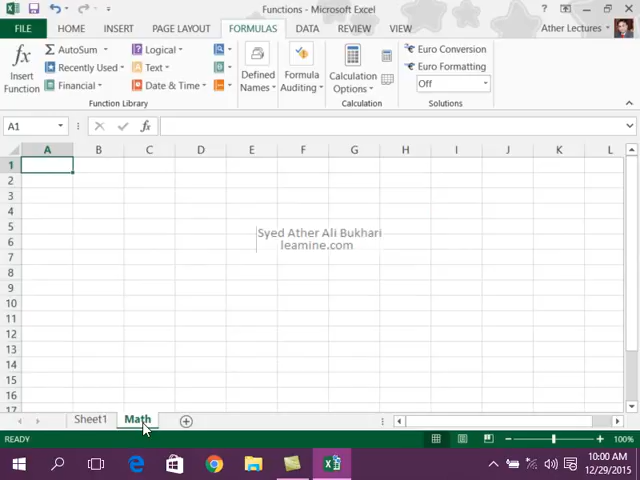 Functions - Microsoft Excel
FILE HOME INSERT PAGE LAYOUT FORMULAS DATA REVIEW VIEW Ather Lectures
AutoSum Logical Euro Conversion
Recently Used Text Euro Formatting
Financial Date & Time Off
Insert Function
Defined Names
Formula Auditing
Calculation Options
Function Library Calculation Solutions
A1 fx
A B C D E F G H I J K L
1
2
3
4
5
Syed Ather Ali Bukhari
6
learnine.com
7
8
9
10
11
12
13
14
15
16
17
Sheet1 Math
READY 100%
10:00 AM
12/29/2015